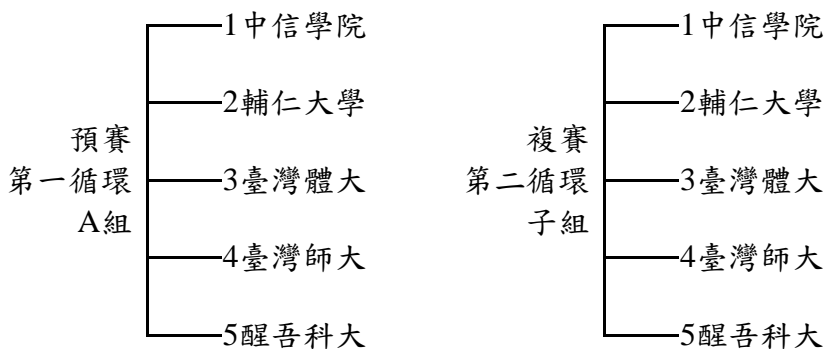 預賽
第一循環
A組
1中信學院
2輔仁大學
3臺灣體大
4臺灣師大
5醒吾科大
複賽
第二循環
子組
1中信學院
2輔仁大學
3臺灣體大
4臺灣師大
5醒吾科大